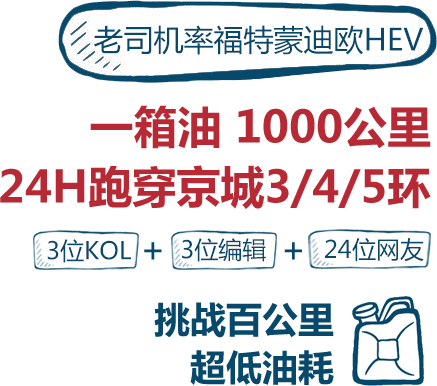 老司机率福特蒙迪欧HEV
一箱油 1000公里
24H跑穿京城3/4/5环
3位KOL + 3位编辑 + 24位网友
挑战百公里
超低油耗